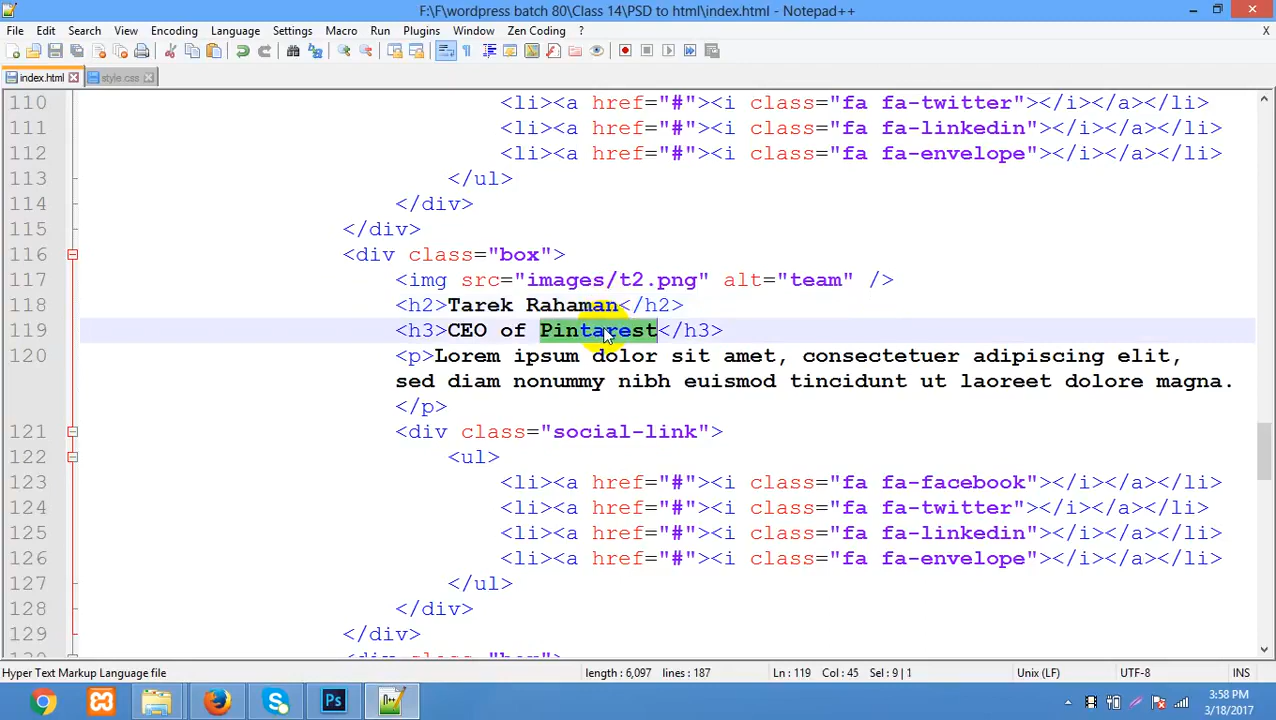 F:\F\wordpress batch 80\Class 14\PSD to html\index.html - Notepad++
File Edit Search View Encoding Language Settings Macro Run Plugins Window Zen Coding ? X
index.html style.css
110 <li><a href="#"><i class="fa fa-twitter"></i></a></li>
111 <li><a href="#"><i class="fa fa-linkedin"></i></a></li>
112 <li><a href="#"><i class="fa fa-envelope"></i></a></li>
113 </ul>
114 </div>
115 </div>
116 <div class="box">
117 <img src="images/t2.png" alt="team" />
118 <h2>Tarek Rahaman</h2>
119 <h3>CEO of Pintarest</h3>
120 <p>Lorem ipsum dolor sit amet, consectetuer adipiscing elit,
sed diam nonummy nibh euismod tincidunt ut laoreet dolore magna.
</p>
121 <div class="social-link">
122 <ul>
123 <li><a href="#"><i class="fa fa-facebook"></i></a></li>
124 <li><a href="#"><i class="fa fa-twitter"></i></a></li>
125 <li><a href="#"><i class="fa fa-linkedin"></i></a></li>
126 <li><a href="#"><i class="fa fa-envelope"></i></a></li>
127 </ul>
128 </div>
129 </div>
Hyper Text Markup Language file length : 6,097 lines : 187 Ln : 119 Col : 45 Sel : 9 | 1 Unix (LF) UTF-8 INS
3:58 PM
3/18/2017